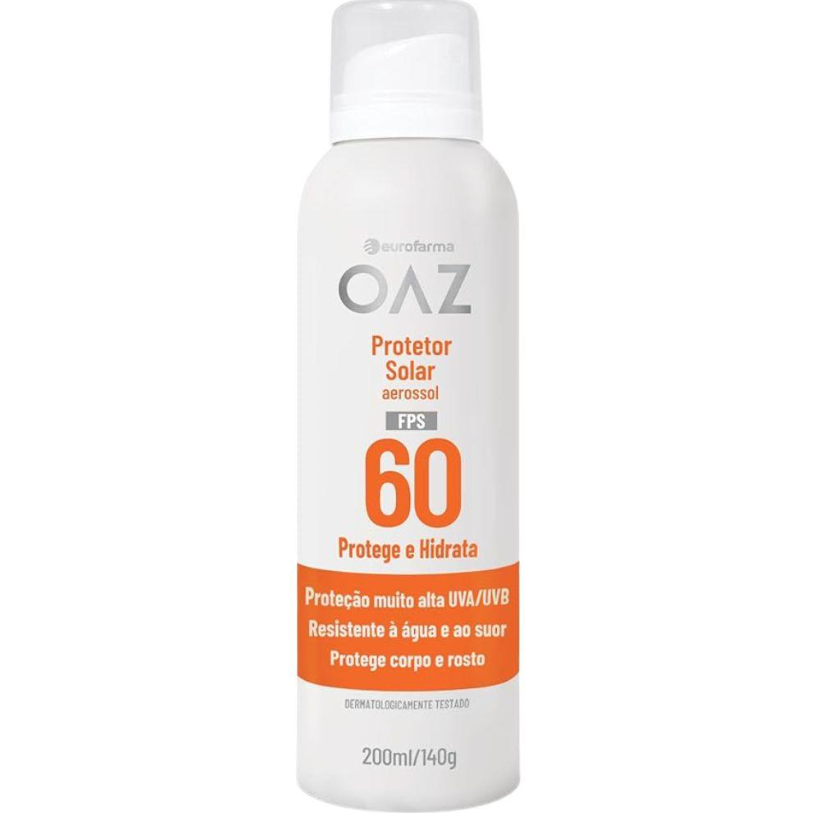 eurofarma
OAZ
Protetor
Solar
aerossol
FPS
60
Protege e Hidrata
Proteção muito alta UVA/UVB
Resistente à água e ao suor
Protege corpo e rosto
DERMATOLOGICAMENTE TESTADO
200ml/140g